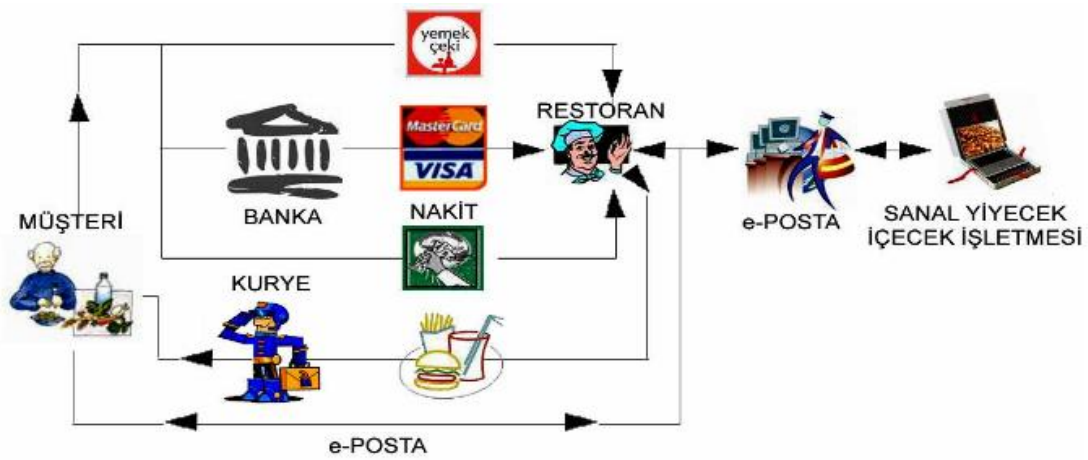 yemek
çeki
RESTORAN
MasterCard
VISA
BANKA
NAKİT
MÜŞTERİ
e-POSTA
SANAL YİYECEK
İÇECEK İŞLETMESİ
KURYE
e-POSTA